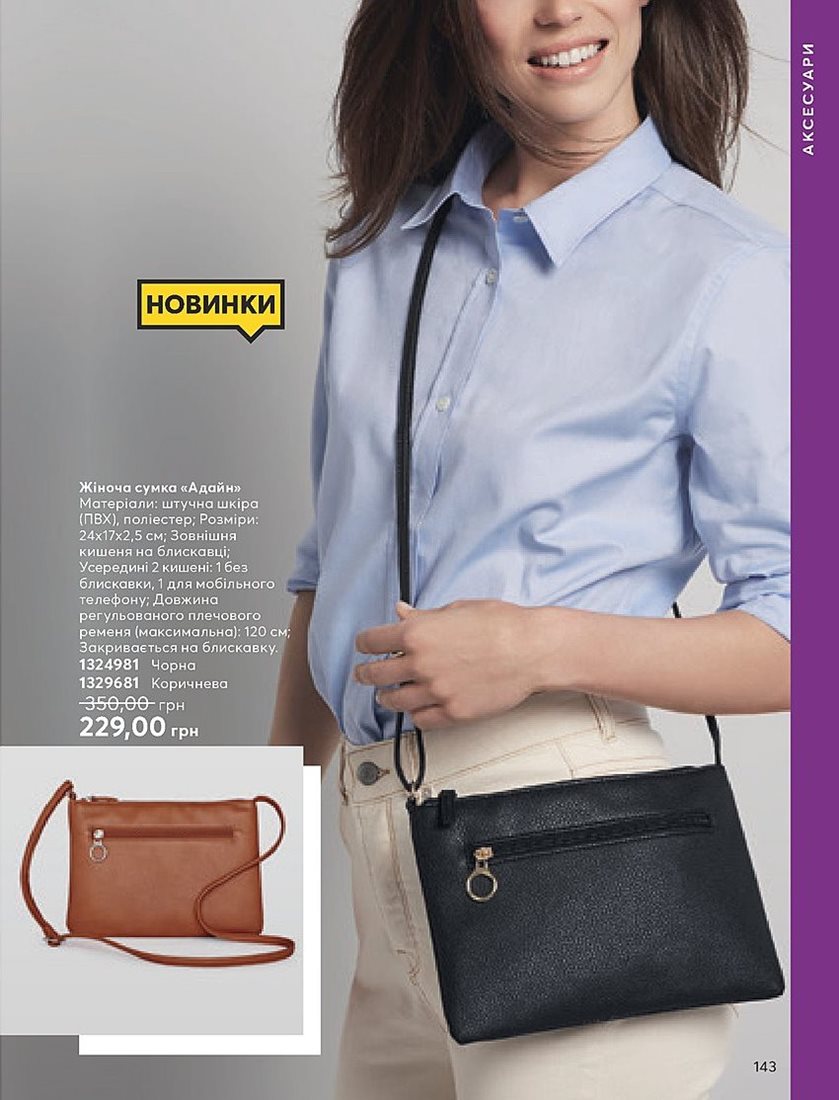 АКСЕСУАРИ
НОВИНКИ
Жіноча сумка «Адайн»
Матеріали: штучна шкіра
(ПВХ), поліестер; Розміри:
24х17х2,5 см; Зовнішня
кишеня на блискавці;
Усередині 2 кишені: 1 без
блискавки, 1 для мобільного
телефону; Довжина
регульованого плечового
ременя (максимальна): 120 см;
Закривається на блискавку.
1324981 Чорна
1329681 Коричнева
350,00 грн
229,00 грн
143